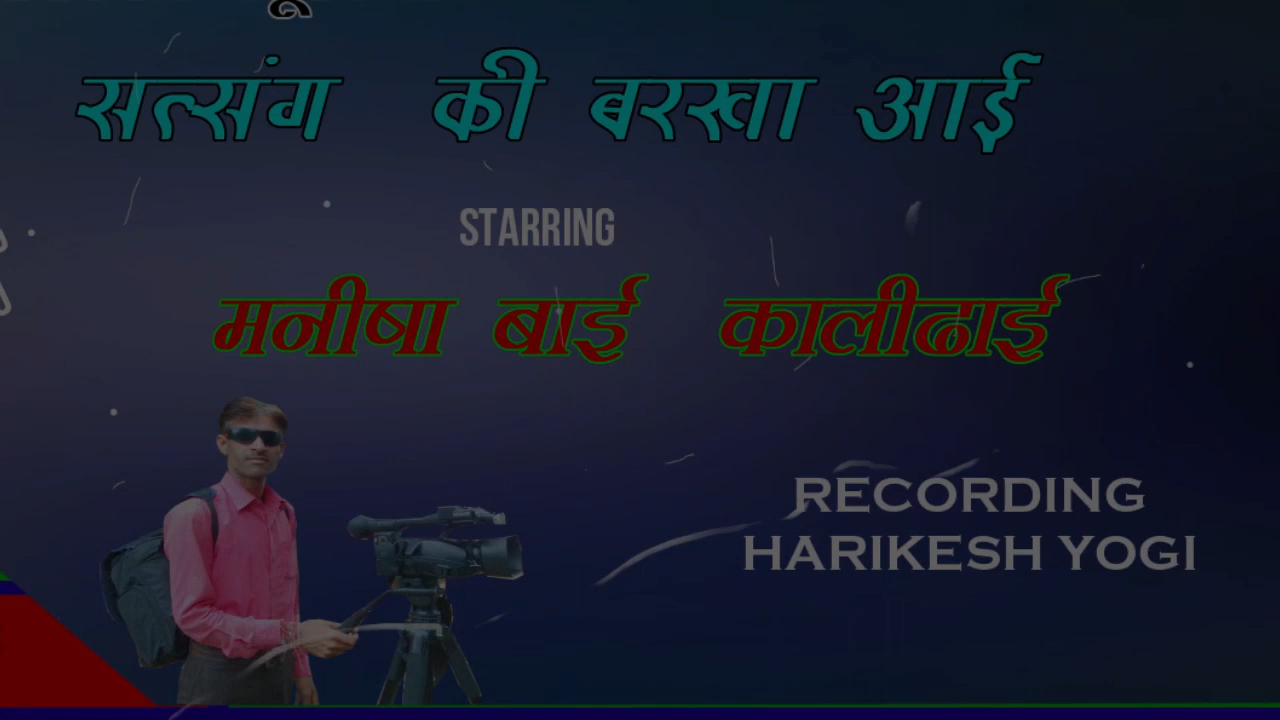 सत्संग की बरखा आई
STARRING
मनीषा बाई कालीढाई
RECORDING
HARIKESH YOGI